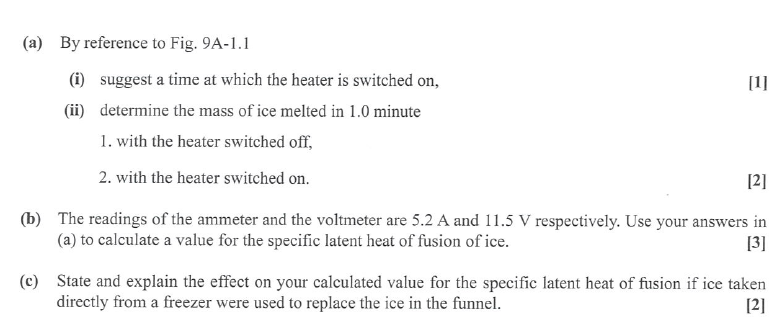 (a) By reference to Fig. 9A-1.1
(i) suggest a time at which the heater is switched on, [1]
(ii) determine the mass of ice melted in 1.0 minute
1. with the heater switched off,
2. with the heater switched on. [2]
(b) The readings of the ammeter and the voltmeter are 5.2 A and 11.5 V respectively. Use your answers in
(a) to calculate a value for the specific latent heat of fusion of ice. [3]
(c) State and explain the effect on your calculated value for the specific latent heat of fusion if ice taken
directly from a freezer were used to replace the ice in the funnel. [2]